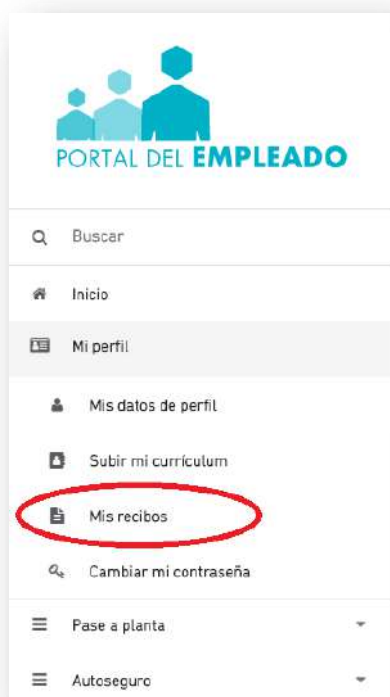 PORTAL DEL EMPLEADO
Buscar
Inicio
Mi perfil
Mis datos de perfil
Subir mi currículum
Mis recibos
Cambiar mi contraseña
Pase a planta
Autoseguro